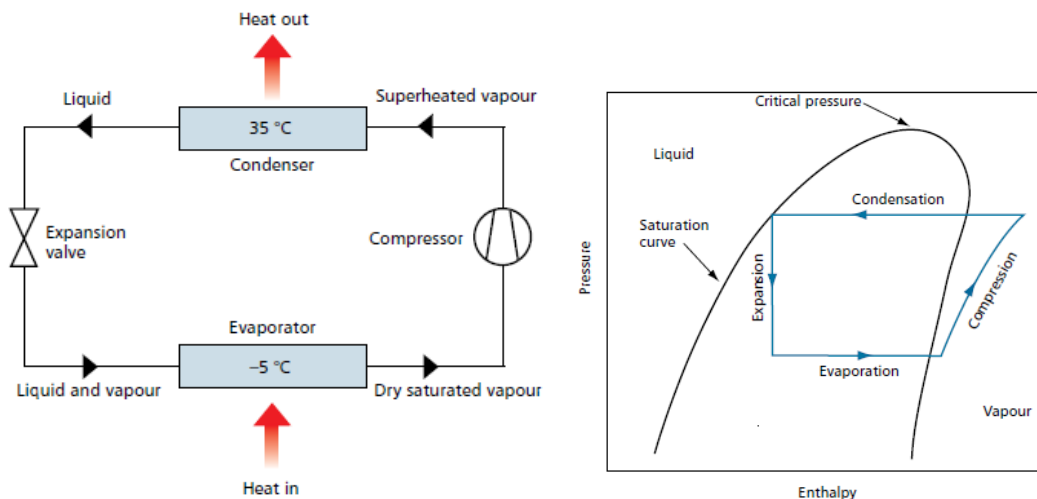 Heat out
Liquid
Superheated vapour
35 °C
Condenser
Expansion
valve
Compressor
Evaporator
–5 °C
Liquid and vapour
Dry saturated vapour
Heat in
Critical pressure
Liquid
Condensation
Saturation
curve
Pressure
Expansion
Compression
Evaporation
Vapour
Enthalpy